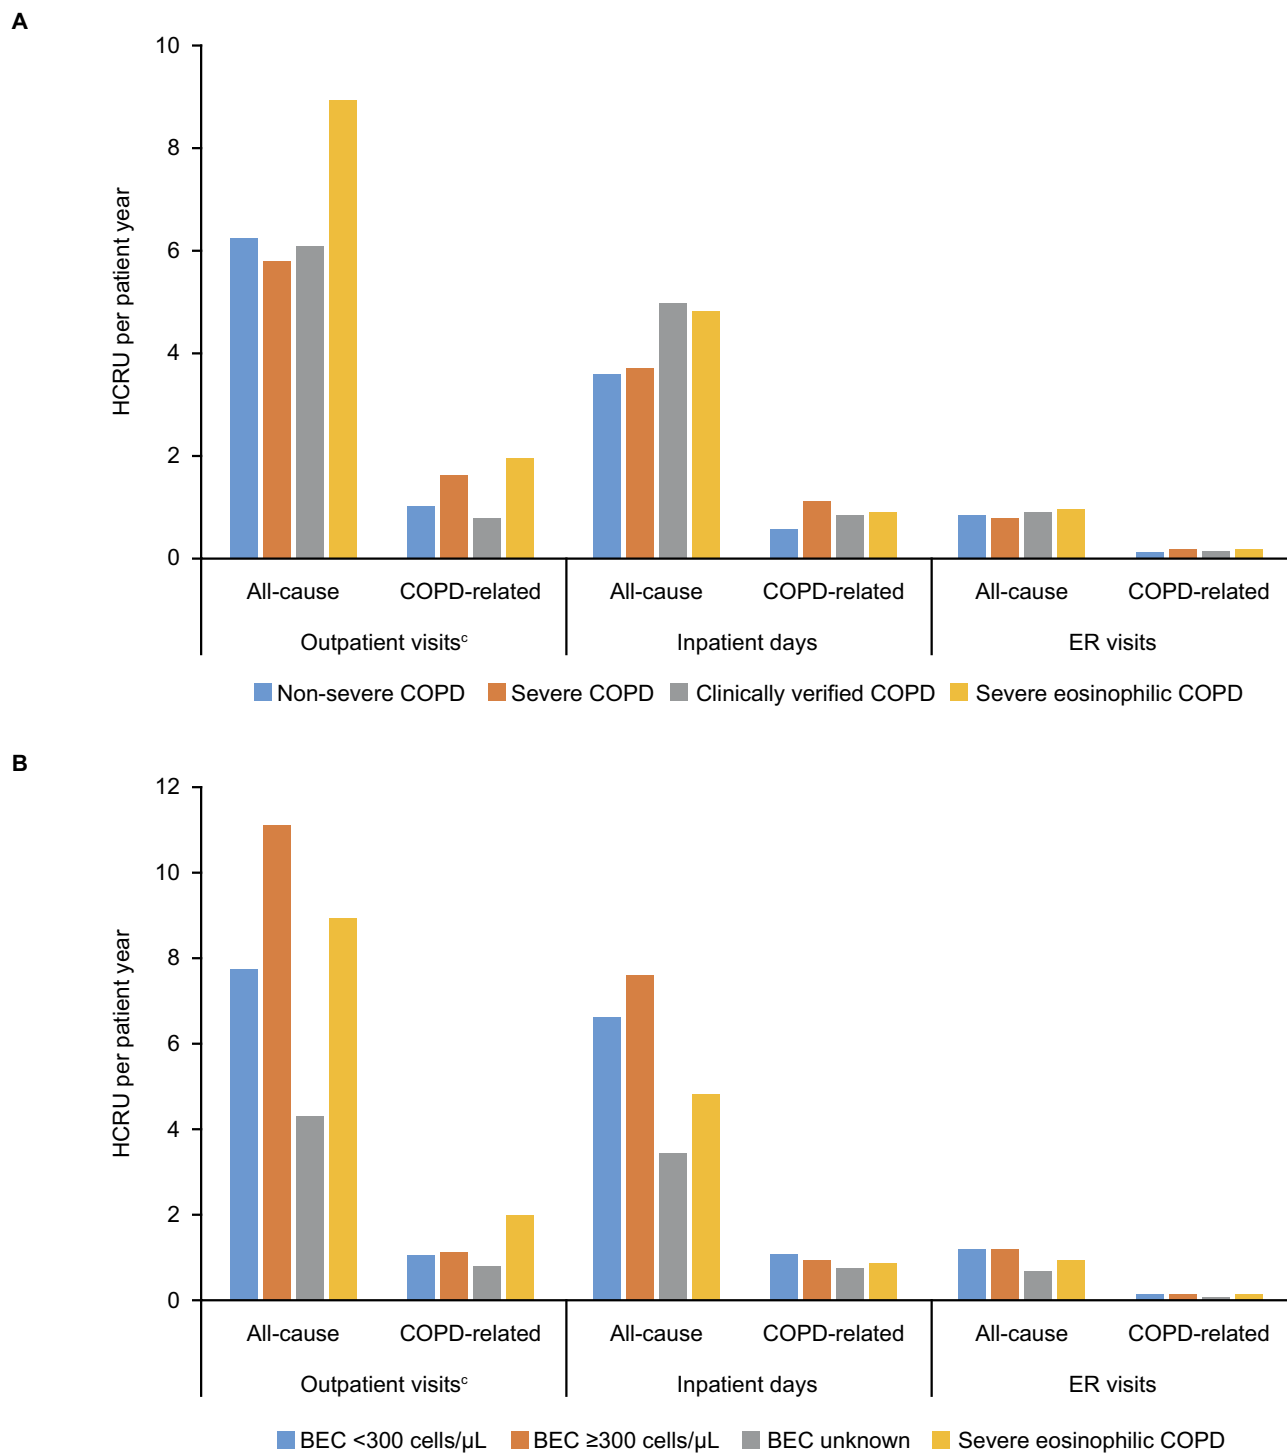 A
10
8
6
4
2
0
HCRU per patient year
All-cause COPD-related All-cause COPD-related All-cause COPD-related
Outpatient visitsᶜ Inpatient days ER visits
Non-severe COPD Severe COPD Clinically verified COPD Severe eosinophilic COPD
B
12
10
8
6
4
2
0
HCRU per patient year
All-cause COPD-related All-cause COPD-related All-cause COPD-related
Outpatient visitsᶜ Inpatient days ER visits
BEC <300 cells/µL BEC ≥300 cells/µL BEC unknown Severe eosinophilic COPD